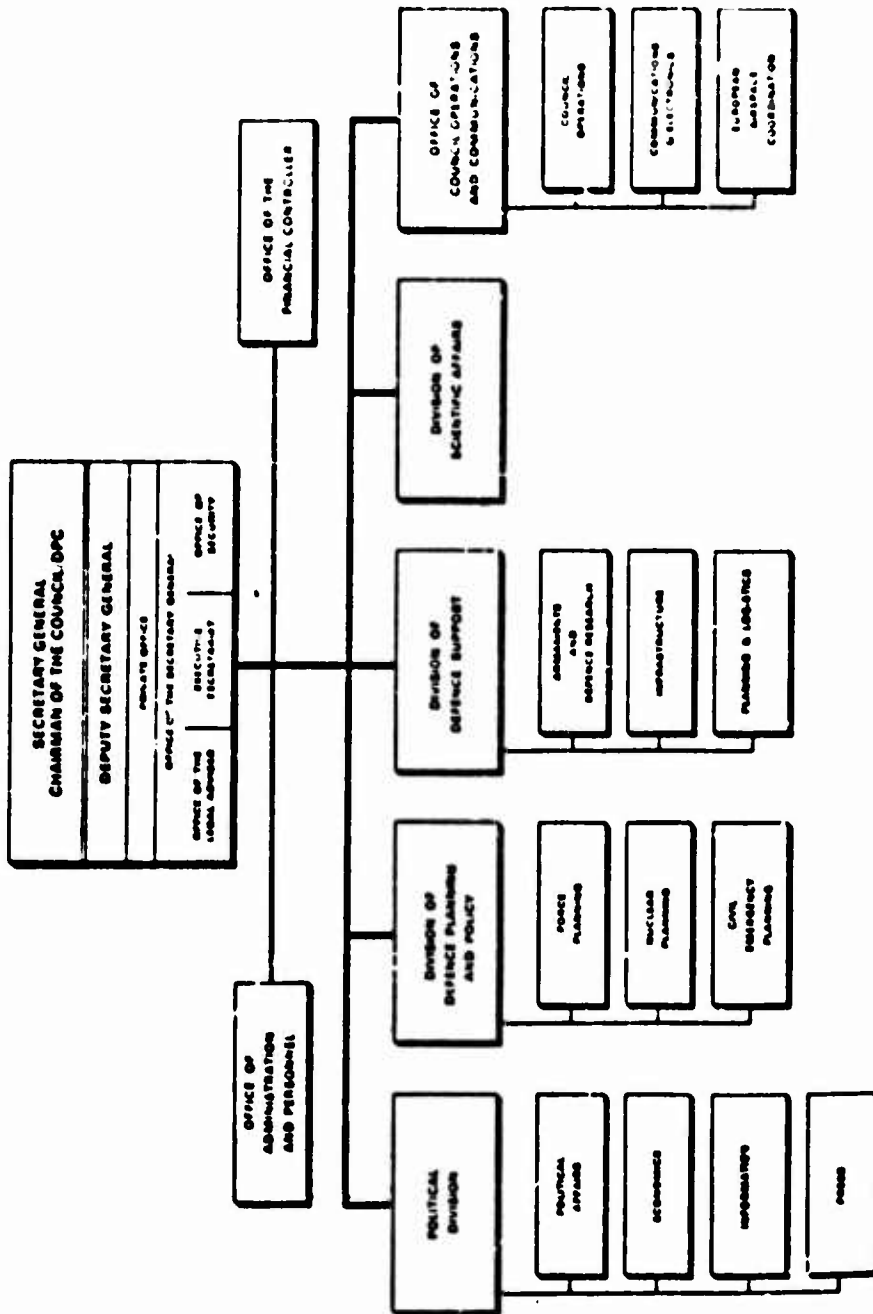 SECRETARY GENERAL
CHAIRMAN OF THE COUNCIL/DPC
DEPUTY SECRETARY GENERAL
PRIVATE OFFICE
OFFICE OF THE SECRETARY GENERAL
OFFICE OF THE
LEGAL ADVISER
EXECUTIVE
SECRETARIAT
OFFICE OF
SECURITY
OFFICE OF
ADMINISTRATION
AND PERSONNEL
OFFICE OF THE
FINANCIAL CONTROLLER
POLITICAL
DIVISION
DIVISION OF
DEFENCE PLANNING
AND POLICY
DIVISION OF
DEFENCE SUPPORT
DIVISION OF
SCIENTIFIC AFFAIRS
OFFICE OF
COUNCIL OPERATIONS
AND COMMUNICATIONS
POLITICAL
AFFAIRS
ECONOMICS
INFORMATION
PRESS
FORCE
PLANNING
NUCLEAR
PLANNING
CIVIL
EMERGENCY
PLANNING
ARMAMENTS
AND
DEFENCE RESEARCH
INFRASTRUCTURE
PLANNING & LOGISTICS
COUNCIL
OPERATIONS
COMMUNICATIONS
& ELECTRONICS
EUROPEAN
AIRSPACE
COORDINATION